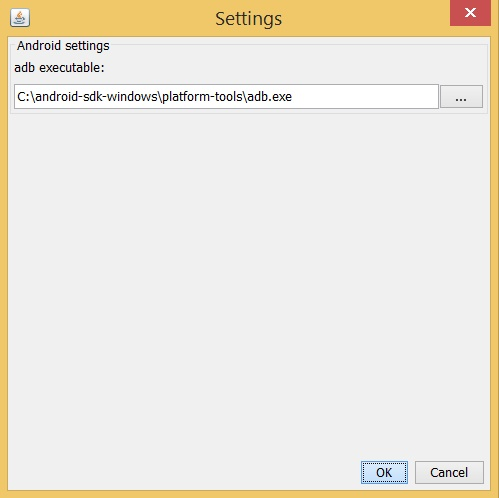 Settings
Android settings
adb executable:
C:\android-sdk-windows\platform-tools\adb.exe
...
OK
Cancel